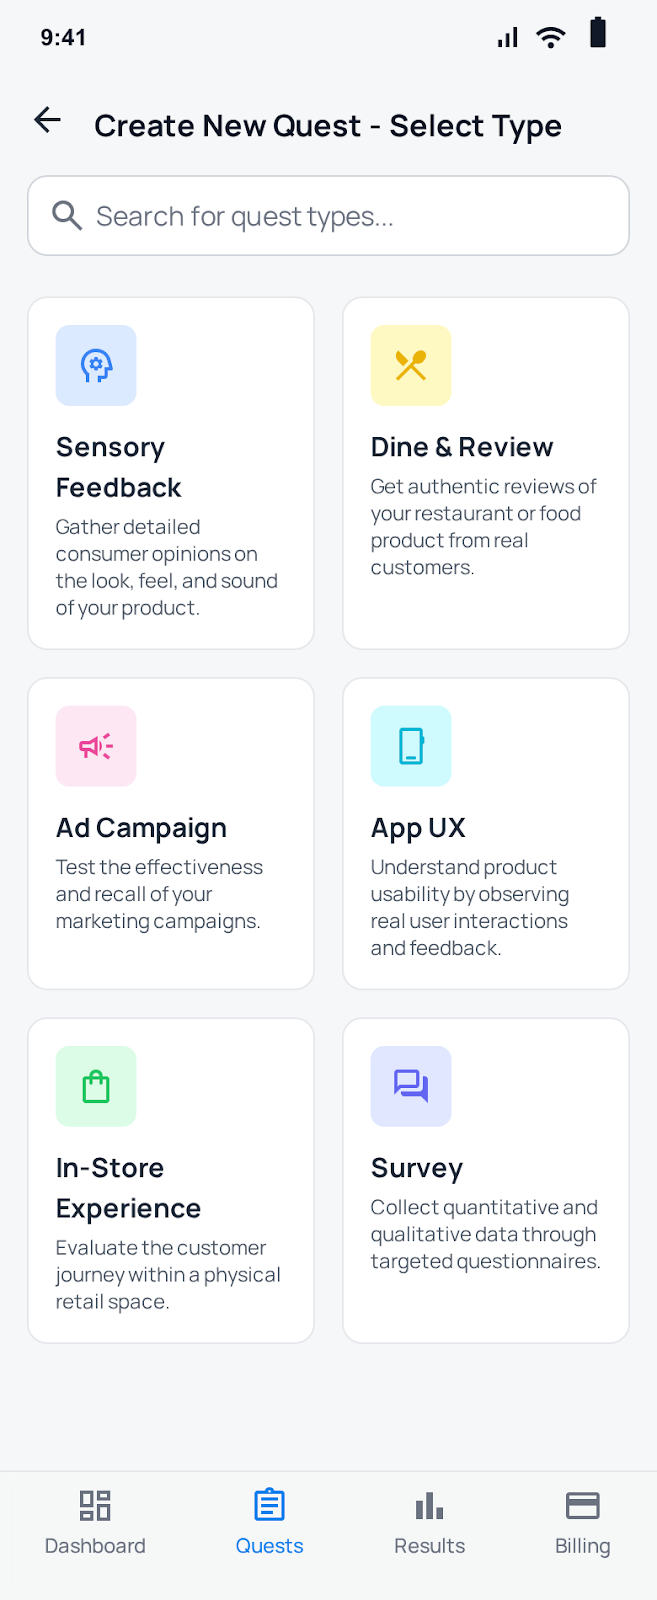 9:41
Create New Quest - Select Type
Search for quest types...
Sensory
Feedback
Gather detailed
consumer opinions on
the look, feel, and sound
of your product.
Dine & Review
Get authentic reviews of
your restaurant or food
product from real
customers.
Ad Campaign
Test the effectiveness
and recall of your
marketing campaigns.
App UX
Understand product
usability by observing
real user interactions
and feedback.
In-Store
Experience
Evaluate the customer
journey within a physical
retail space.
Survey
Collect quantitative and
qualitative data through
targeted questionnaires.
Dashboard
Quests
Results
Billing